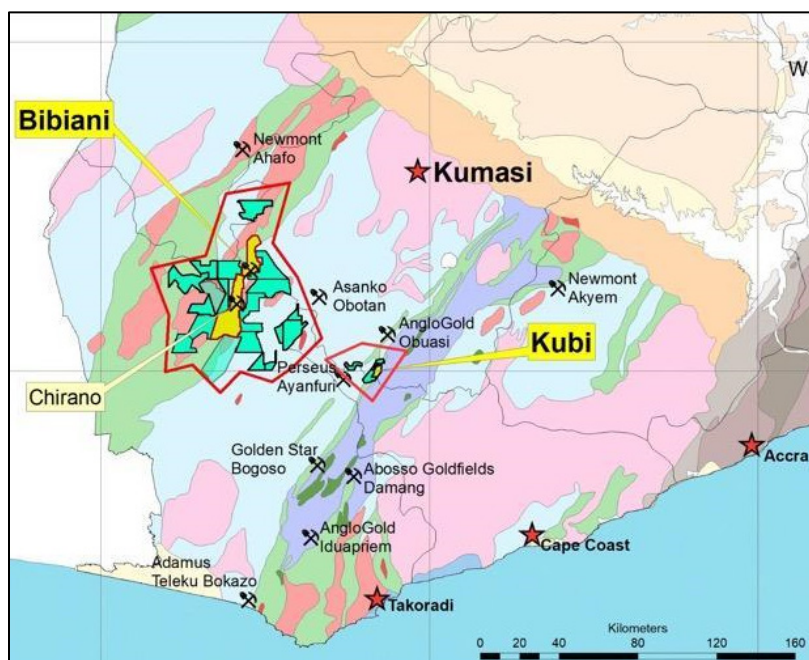 W
Bibiani
Newmont
Ahafo
Kumasi
Asanko
Obotan
Newmont
Akyem
AngloGold
Obuasi
Kubi
Perseus
Ayanfuri
Chirano
Golden Star
Bogoso
Abosso Goldfields
Damang
Accra
AngloGold
Iduapriem
Cape Coast
Adamus
Teleku Bokazo
Takoradi
Kilometers
0 20 40 80 120 160